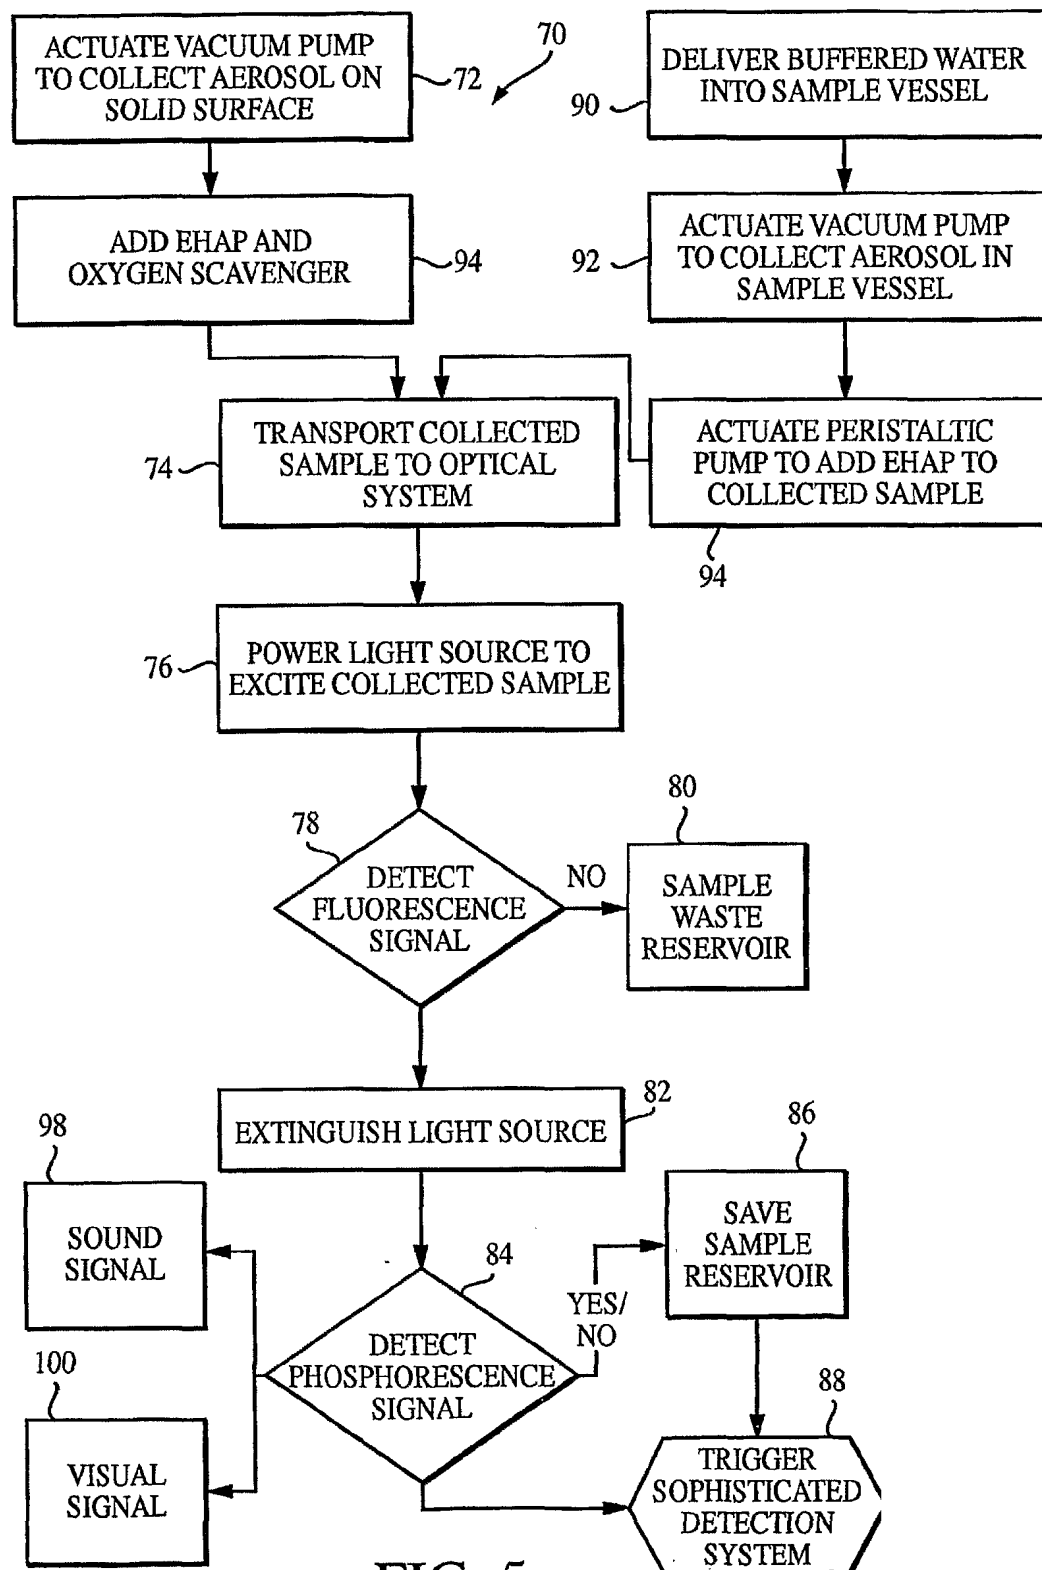 ACTUATE VACUUM PUMP
TO COLLECT AEROSOL ON
SOLID SURFACE
72
70
DELIVER BUFFERED WATER
INTO SAMPLE VESSEL
90
ADD EHAP AND
OXYGEN SCAVENGER
94
ACTUATE VACUUM PUMP
TO COLLECT AEROSOL IN
SAMPLE VESSEL
92
TRANSPORT COLLECTED
SAMPLE TO OPTICAL
SYSTEM
74
ACTUATE PERISTALTIC
PUMP TO ADD EHAP TO
COLLECTED SAMPLE
94
POWER LIGHT SOURCE TO
EXCITE COLLECTED SAMPLE
76
78
DETECT
FLUORESCENCE
SIGNAL
NO
80
SAMPLE
WASTE
RESERVOIR
EXTINGUISH LIGHT SOURCE
82
98
SOUND
SIGNAL
84
DETECT
PHOSPHORESCENCE
SIGNAL
YES/
NO
86
SAVE
SAMPLE
RESERVOIR
100
VISUAL
SIGNAL
88
TRIGGER
SOPHISTICATED
DETECTION
SYSTEM
FIG. 5